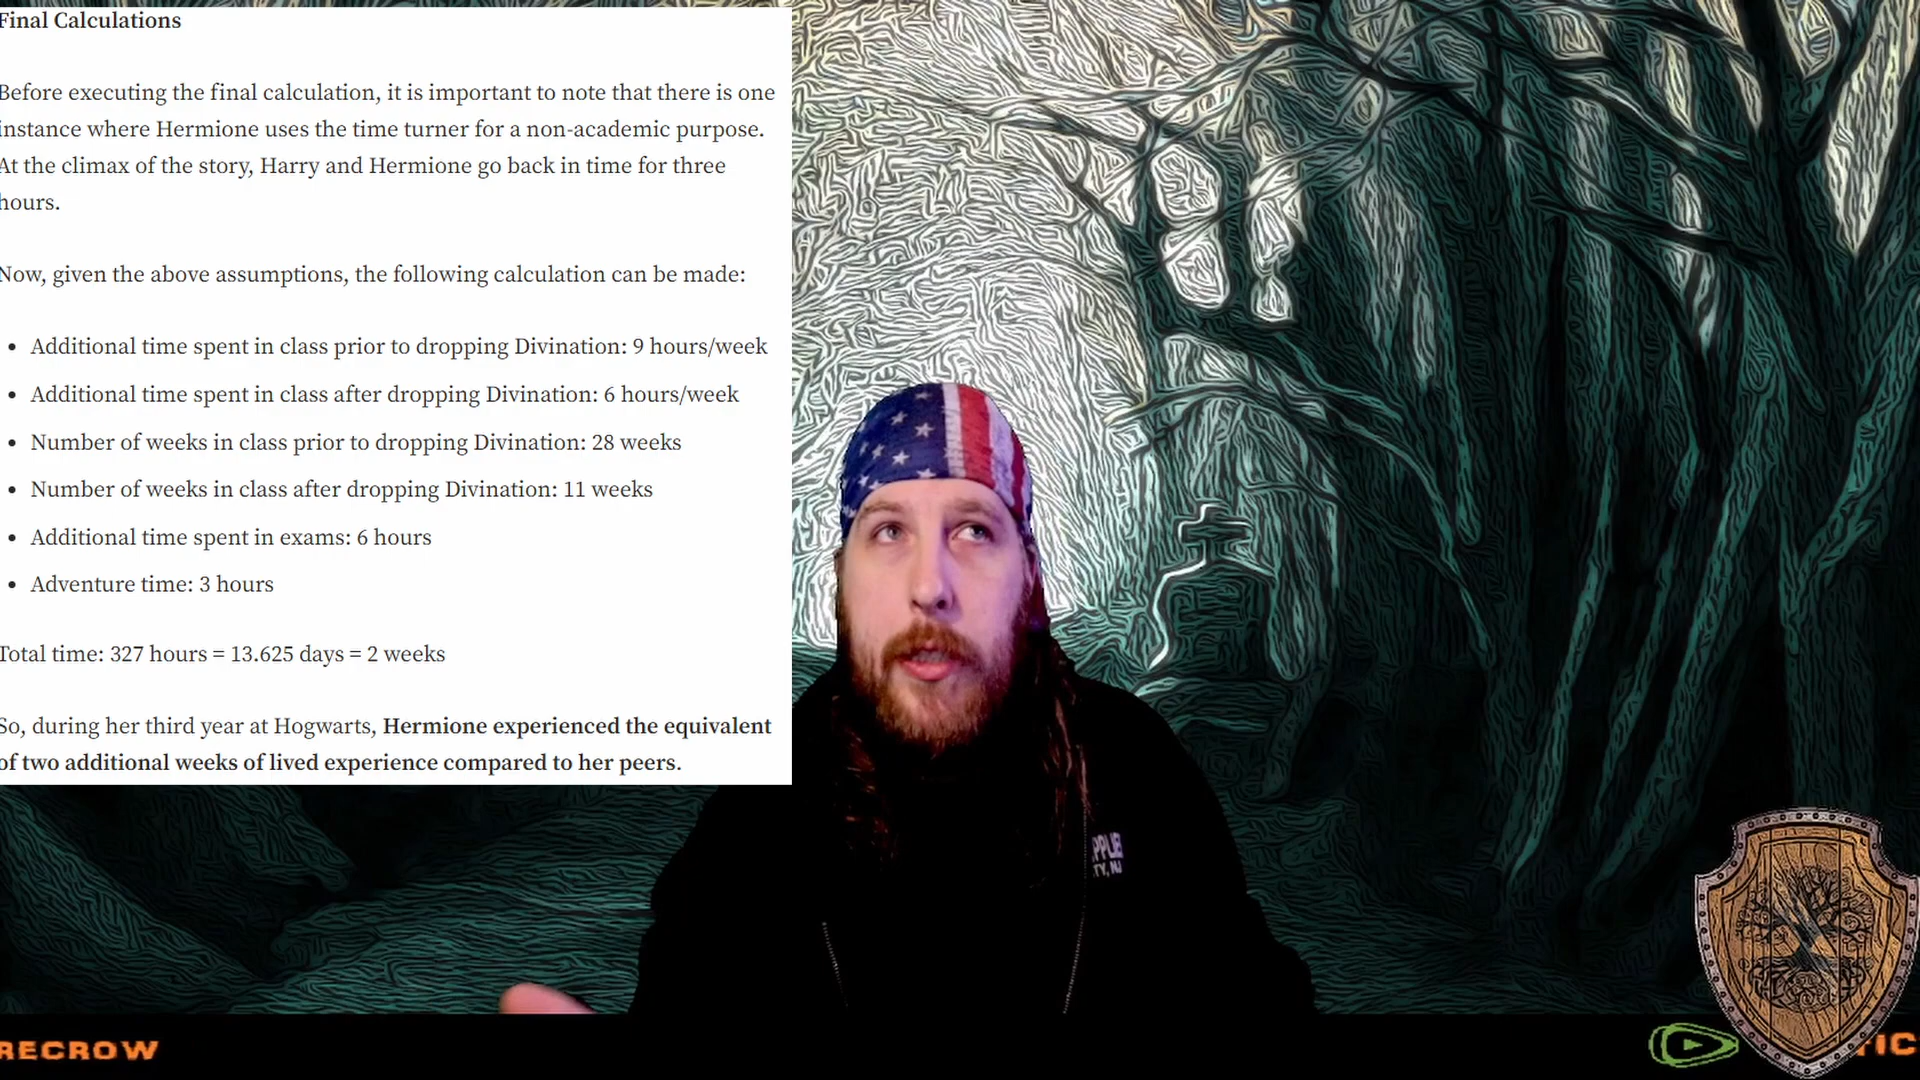 Final Calculations
Before executing the final calculation, it is important to note that there is one
instance where Hermione uses the time turner for a non-academic purpose.
At the climax of the story, Harry and Hermione go back in time for three
hours.
Now, given the above assumptions, the following calculation can be made:
• Additional time spent in class prior to dropping Divination: 9 hours/week
• Additional time spent in class after dropping Divination: 6 hours/week
• Number of weeks in class prior to dropping Divination: 28 weeks
• Number of weeks in class after dropping Divination: 11 weeks
• Additional time spent in exams: 6 hours
• Adventure time: 3 hours
Total time: 327 hours = 13.625 days = 2 weeks
So, during her third year at Hogwarts, Hermione experienced the equivalent
of two additional weeks of lived experience compared to her peers.
PPLIE
TY, NJ
RECROW
TIC